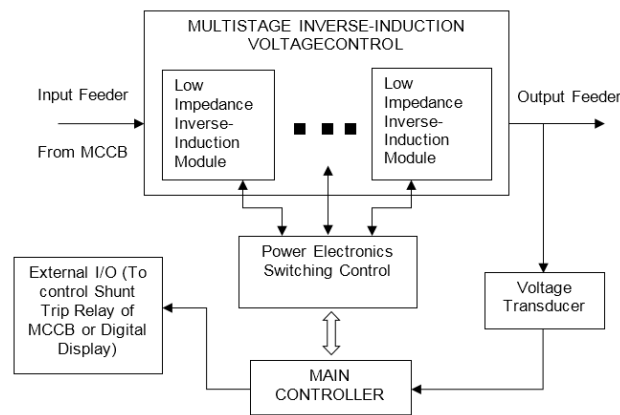 MULTISTAGE INVERSE-INDUCTION
VOLTAGECONTROL
Input Feeder
From MCCB
Low
Impedance
Inverse-
Induction
Module
Low
Impedance
Inverse-
Induction
Module
Output Feeder
Power Electronics
Switching Control
External I/O (To
control Shunt
Trip Relay of
MCCB or Digital
Display)
Voltage
Transducer
MAIN
CONTROLLER